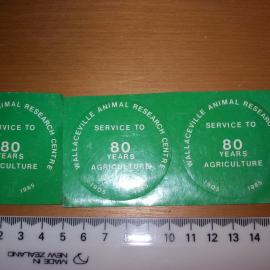 ANIMAL RESEARCH CENTRE
SERVICE TO
80
YEARS
AGRICULTURE
1985
WALLACEVILLE ANIMAL RESEARCH CENTRE
SERVICE TO
80
YEARS
AGRICULTURE
1905 1985
WALLACEVILLE ANIMAL RESEARCH
SERVICE TO
80
YEARS
AGRICULTURE
1905 1985
2 3 4 5 6 7 8 9 10 11 12 13 14
MADE IN
NEW ZEALAND